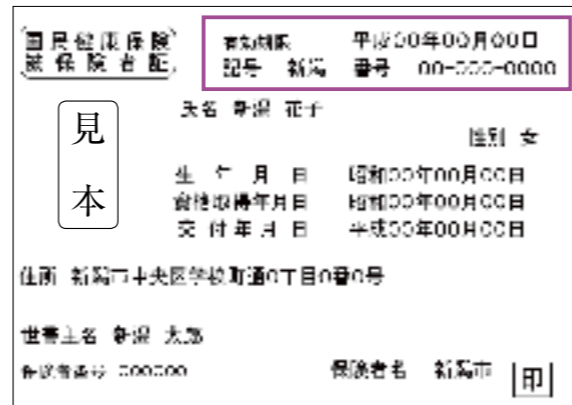 国民健康保険
被保険者証
有効期限 平成00年00月00日
記号 新潟 番号 00-000-0000
見本
氏名 新潟 花子
性別 女
生年月日 昭和00年00月00日
資格取得年月日 昭和00年00月00日
交付年月日 平成00年00月00日
住所 新潟市中央区学校町通0丁目0番0号
世帯主名 新潟 太郎
保険者番号 000000 保険者名 新潟市 印